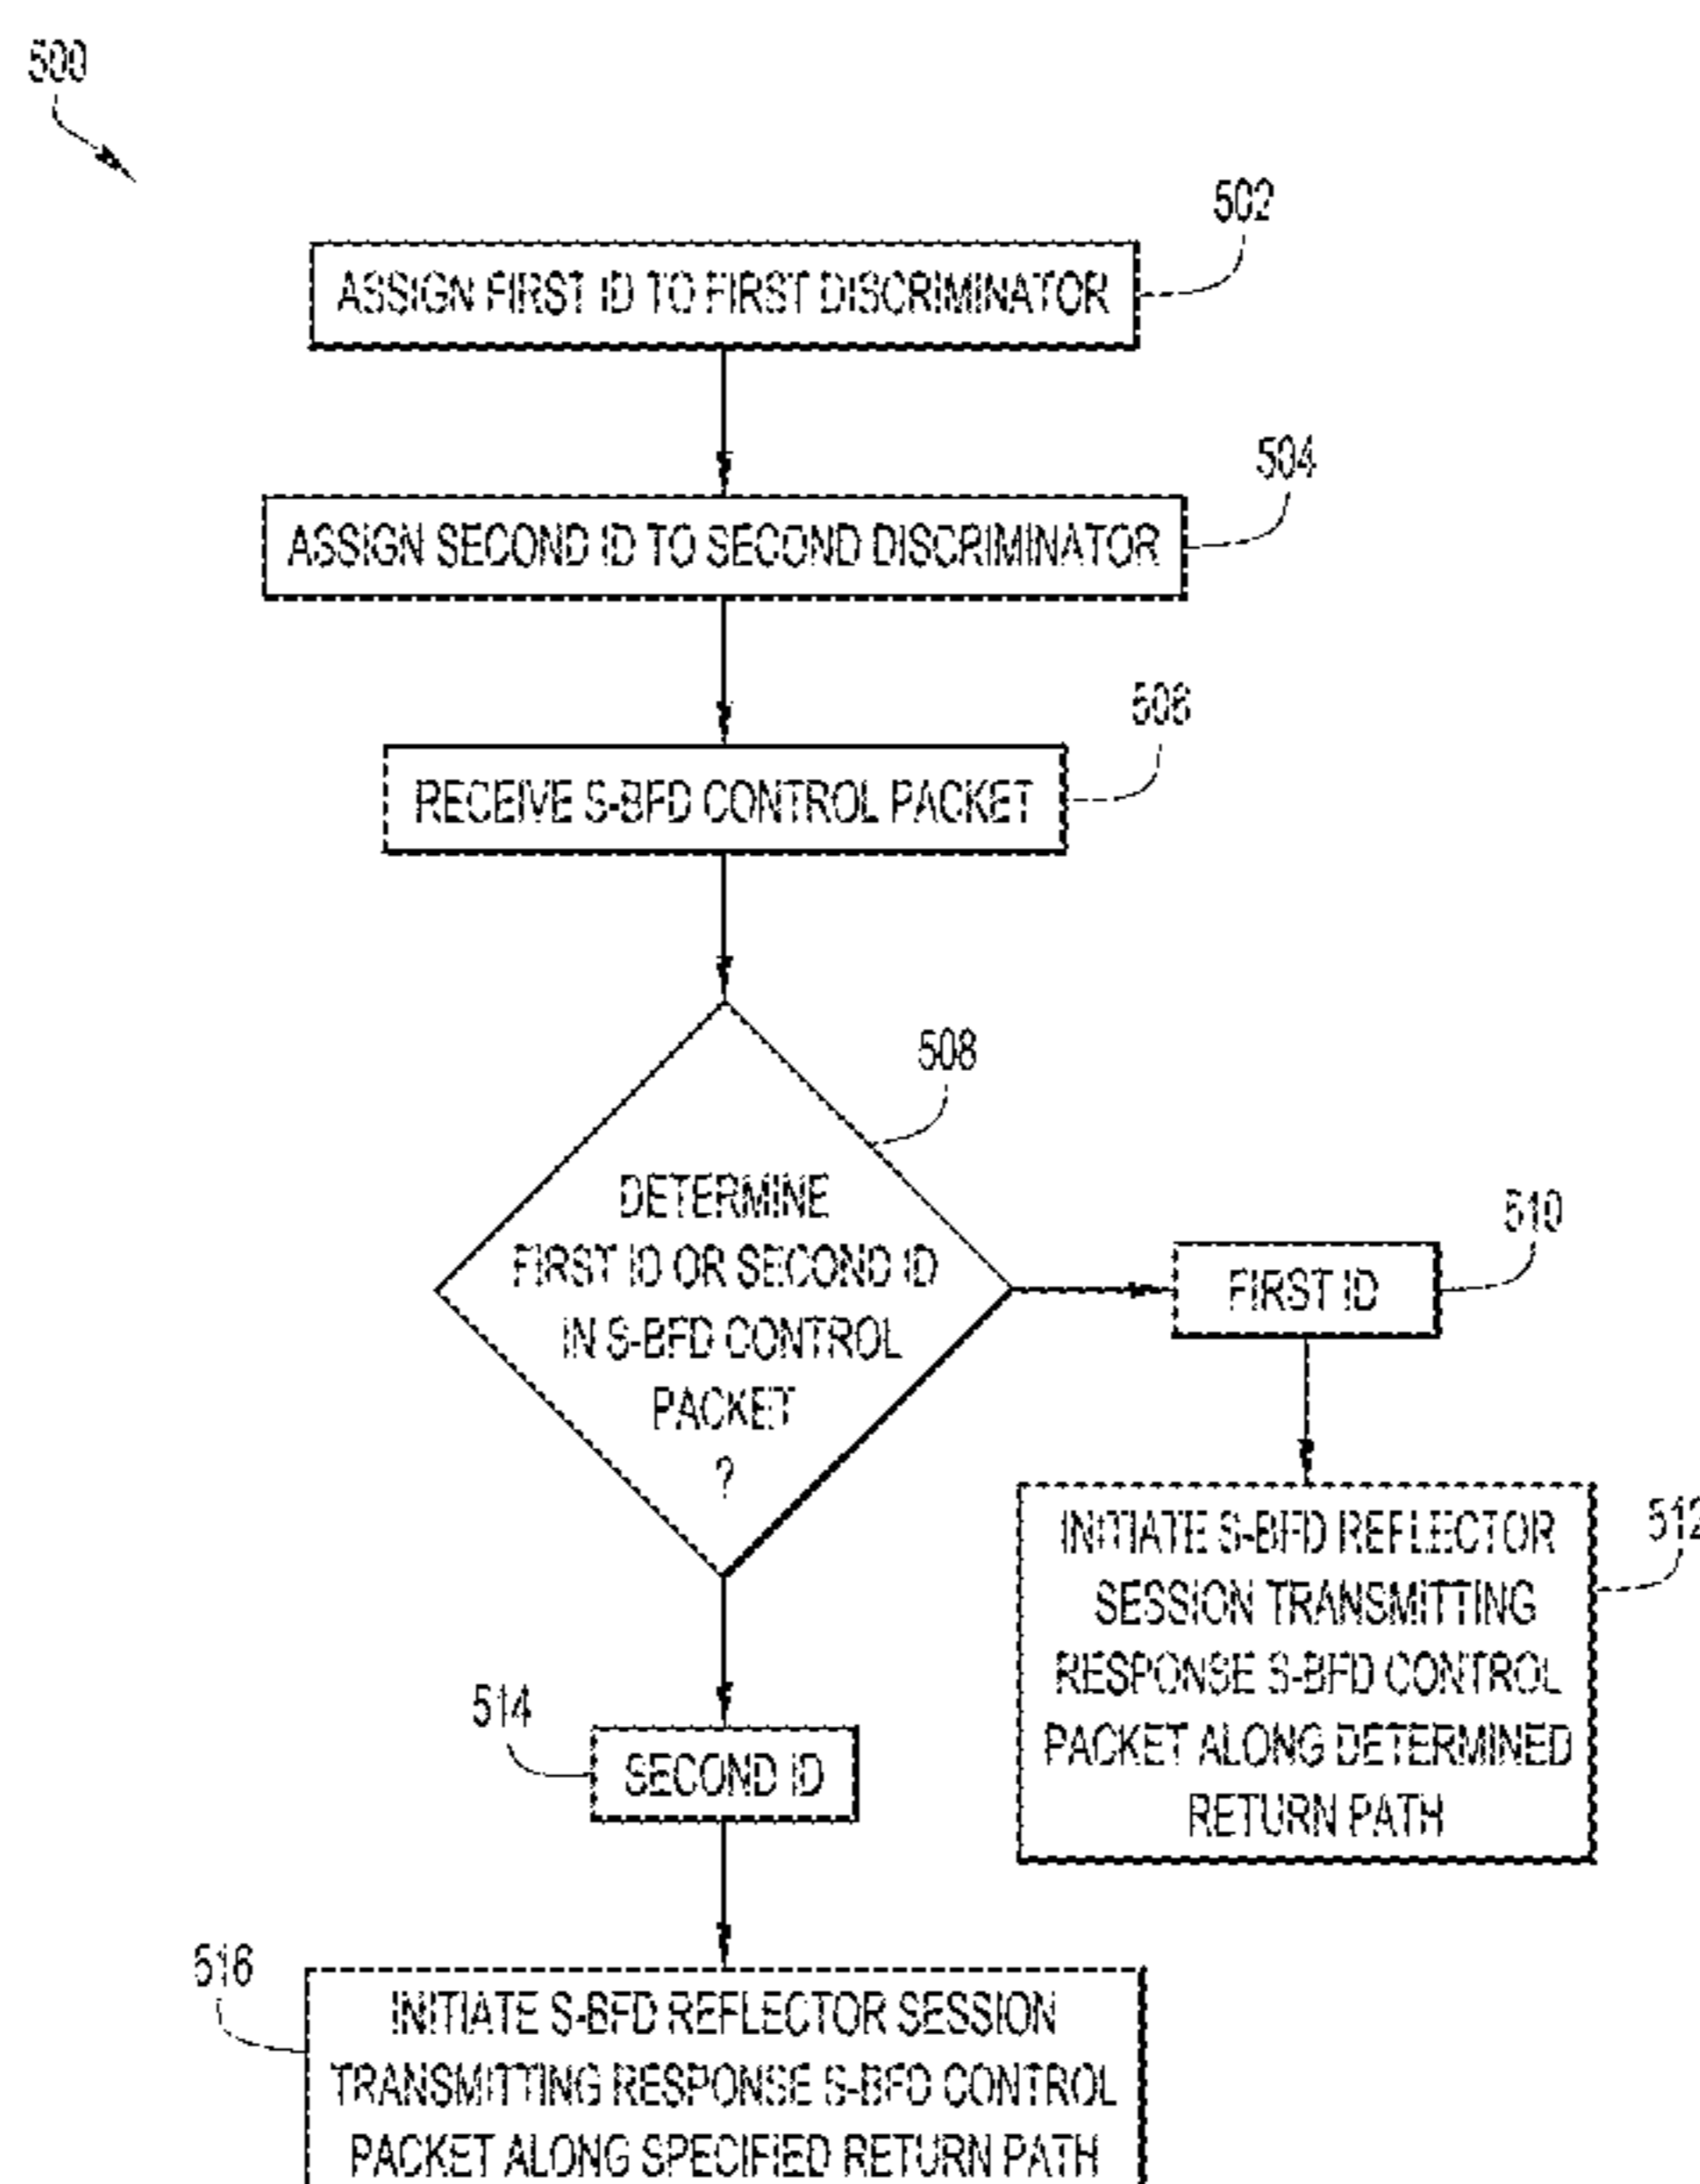 500
502
ASSIGN FIRST ID TO FIRST DISCRIMINATOR
504
ASSIGN SECOND ID TO SECOND DISCRIMINATOR
506
RECEIVE S-BFD CONTROL PACKET
508
DETERMINE
FIRST ID OR SECOND ID
IN S-BFD CONTROL
PACKET
?
510
FIRST ID
512
INITIATE S-BFD REFLECTOR
SESSION TRANSMITTING
RESPONSE S-BFD CONTROL
PACKET ALONG DETERMINED
RETURN PATH
514
SECOND ID
516
INITIATE S-BFD REFLECTOR SESSION
TRANSMITTING RESPONSE S-BFD CONTROL
PACKET ALONG SPECIFIED RETURN PATH